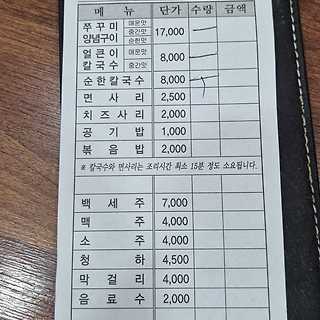 메 뉴 단가 수량 금액
쭈꾸미 양념구이 매운맛 중간맛 순한맛 17,000
얼큰이 칼국수 매운맛 중간맛 8,000
순한칼국수 8,000
면 사 리 2,500
치즈사리 2,000
공 기 밥 1,000
볶 음 밥 2,000
※ 칼국수와 면사리는 조리시간 최소 15분 정도 소요됩니다.
백 세 주 7,000
맥 주 4,000
소 주 4,000
청 하 4,500
막 걸 리 4,000
음 료 수 2,000